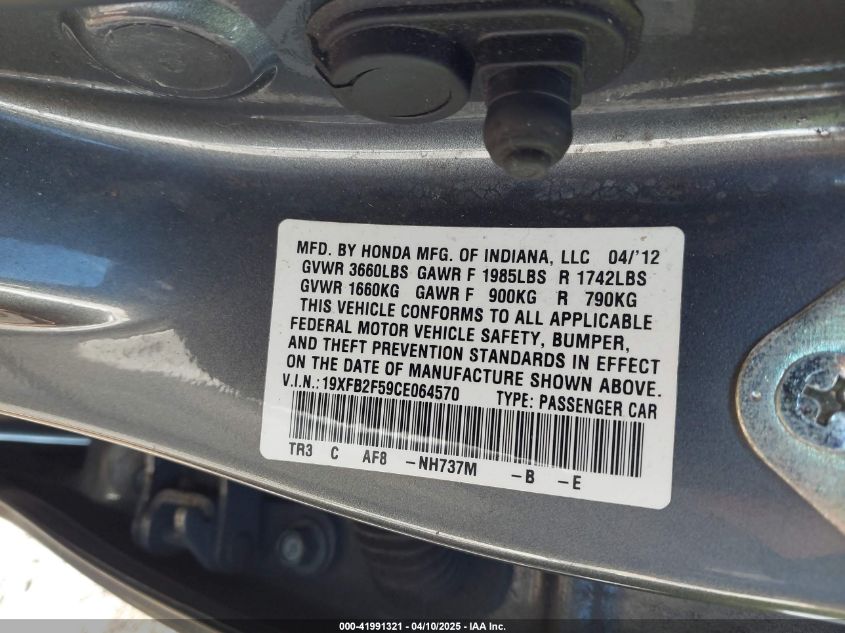 MFD. BY HONDA MFG. OF INDIANA, LLC 04/'12
GVWR 3660LBS GAWR F 1985LBS R 1742LBS
GVWR 1660KG GAWR F 900KG R 790KG
THIS VEHICLE CONFORMS TO ALL APPLICABLE
FEDERAL MOTOR VEHICLE SAFETY, BUMPER,
AND THEFT PREVENTION STANDARDS IN EFFECT
ON THE DATE OF MANUFACTURE SHOWN ABOVE.
V.I.N.:19XFB2F59CE064570 TYPE: PASSENGER CAR
TR3 C AF8 -NH737M -B -E
000-41991321 - 04/10/2025 - IAA Inc.